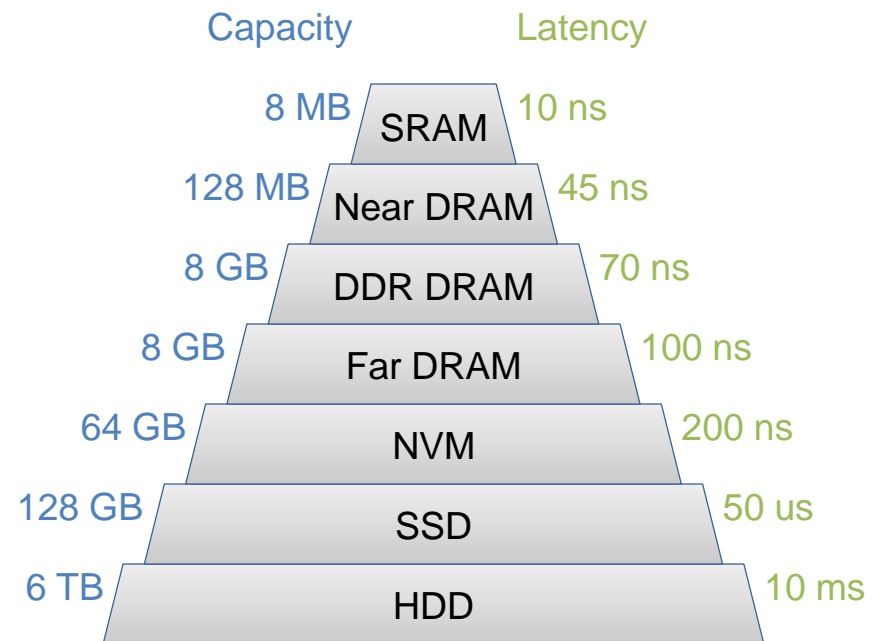 Capacity Latency
8 MB SRAM 10 ns
128 MB Near DRAM 45 ns
8 GB DDR DRAM 70 ns
8 GB Far DRAM 100 ns
64 GB NVM 200 ns
128 GB SSD 50 us
6 TB HDD 10 ms